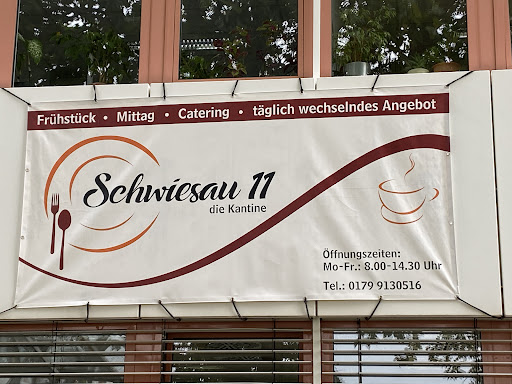 Frühstück • Mittag • Catering • täglich wechselndes Angebot
Schwiesau 11
die Kantine
Öffnungszeiten:
Mo-Fr.: 8.00-14.30 Uhr
Tel.: 0179 9130516